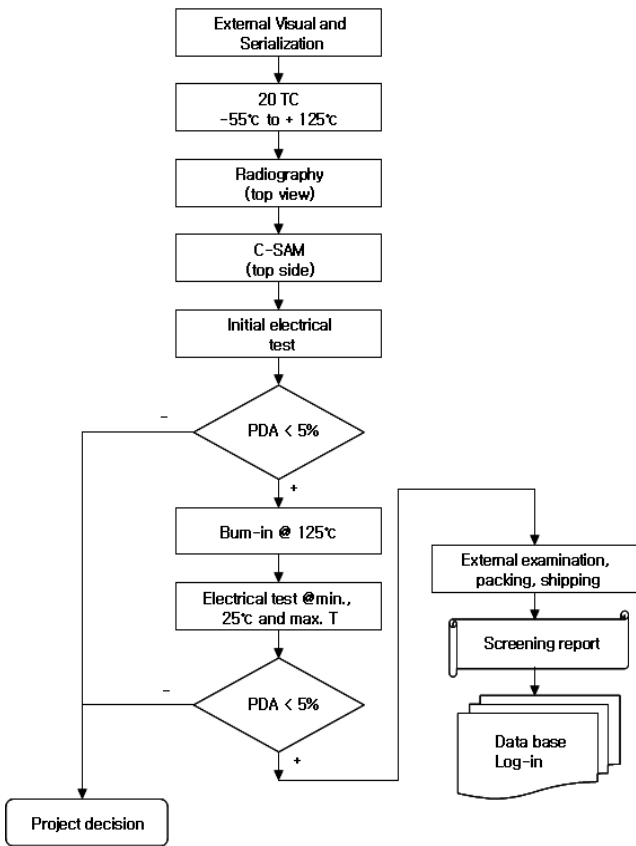 External Visual and
Serialization
20 TC
-55℃ to + 125℃
Radiography
(top view)
C-SAM
(top side)
Initial electrical
test
-
PDA < 5%
+
Burn-in @ 125℃
Electrical test @min.,
25℃ and max. T
-
PDA < 5%
+
Project decision
External examination,
packing, shipping
Screening report
Data base
Log-in